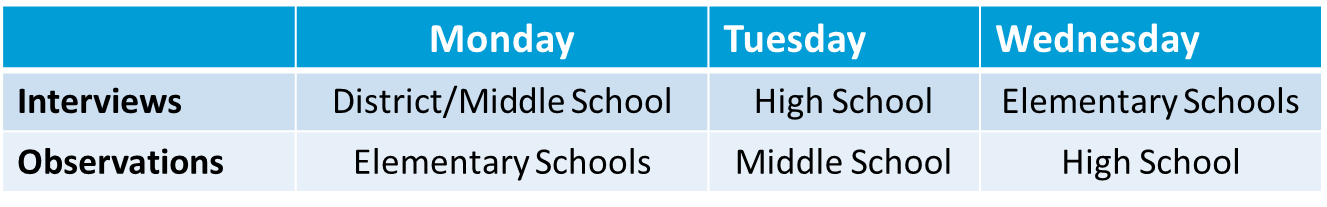 Monday Tuesday Wednesday
Interviews District/Middle School High School Elementary Schools
Observations Elementary Schools Middle School High School